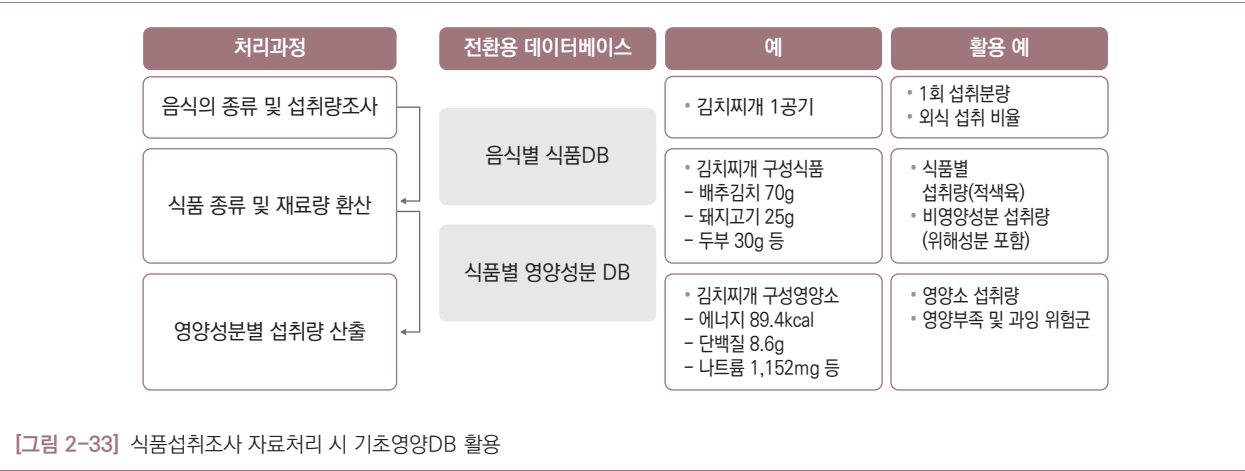 처리과정
전환용 데이터베이스
예
활용 예
음식의 종류 및 섭취량조사
식품 종류 및 재료량 환산
영양성분별 섭취량 산출
음식별 식품DB
식품별 영양성분 DB
• 김치찌개 1공기
• 김치찌개 구성식품
- 배추김치 70g
- 돼지고기 25g
- 두부 30g 등
• 김치찌개 구성영양소
- 에너지 89.4kcal
- 단백질 8.6g
- 나트륨 1,152mg 등
• 1회 섭취분량
• 외식 섭취 비율
• 식품별
섭취량(적색육)
• 비영양성분 섭취량
(위해성분 포함)
• 영양소 섭취량
• 영양부족 및 과잉 위험군
[그림 2-33] 식품섭취조사 자료처리 시 기초영양DB 활용